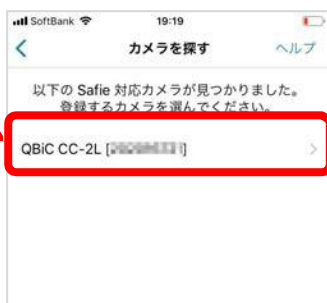 SoftBank 19:19
カメラを探す ヘルプ
以下の Safie 対応カメラが見つかりました。
登録するカメラを選んでください。
QBiC CC-2L [